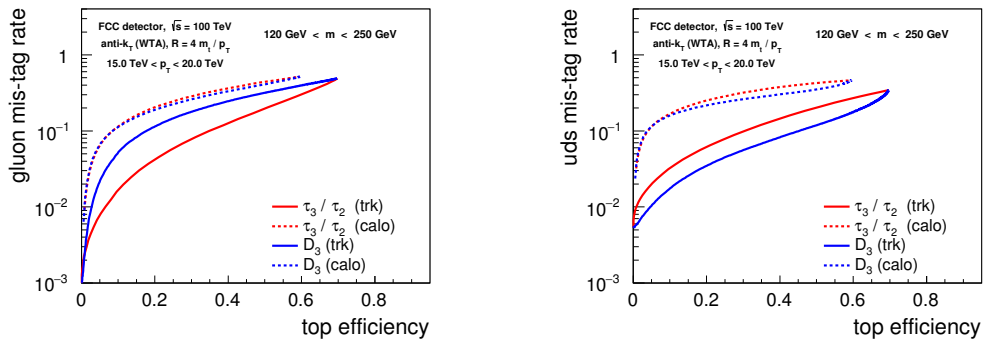 FCC detector, √s = 100 TeV
anti-kT (WTA), R = 4 mt / pT
15.0 TeV < pT < 20.0 TeV
120 GeV < m < 250 GeV
gluon mis-tag rate
1
10−1
10−2
10−3
τ3 / τ2 (trk)
τ3 / τ2 (calo)
D3 (trk)
D3 (calo)
0 0.2 0.4 0.6 0.8
top efficiency
FCC detector, √s = 100 TeV
anti-kT (WTA), R = 4 mt / pT
15.0 TeV < pT < 20.0 TeV
120 GeV < m < 250 GeV
uds mis-tag rate
1
10−1
10−2
10−3
τ3 / τ2 (trk)
τ3 / τ2 (calo)
D3 (trk)
D3 (calo)
0 0.2 0.4 0.6 0.8
top efficiency